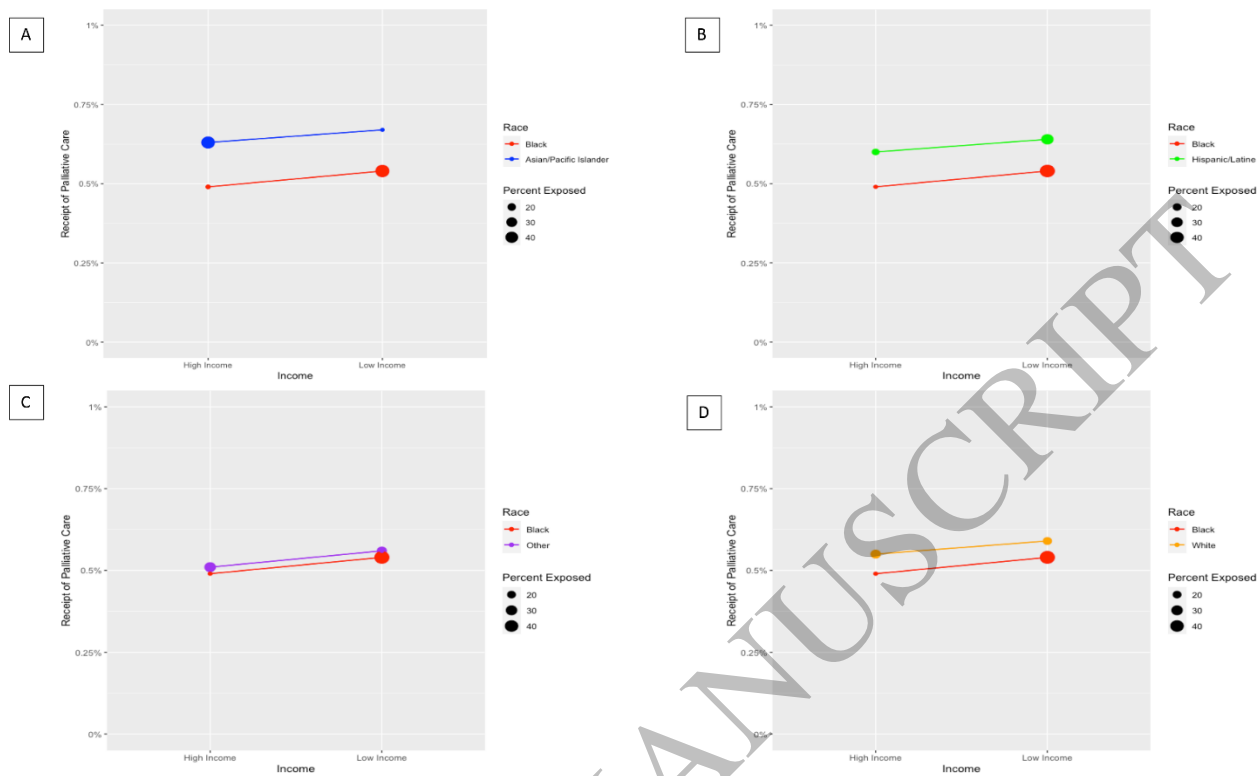 A
1%
0.75%
0.5%
0.25%
0%
Receipt of Palliative Care
High Income
Low Income
Income
Race
Black
Asian/Pacific Islander
Percent Exposed
20
30
40
B
1%
0.75%
0.5%
0.25%
0%
Receipt of Palliative Care
High Income
Low Income
Income
Race
Black
Hispanic/Latine
Percent Exposed
20
30
40
C
1%
0.75%
0.5%
0.25%
0%
Receipt of Palliative Care
High Income
Low Income
Income
Race
Black
Other
Percent Exposed
20
30
40
D
1%
0.75%
0.5%
0.25%
0%
Receipt of Palliative Care
High Income
Low Income
Income
Race
Black
White
Percent Exposed
20
30
40
ANUSCRIPT